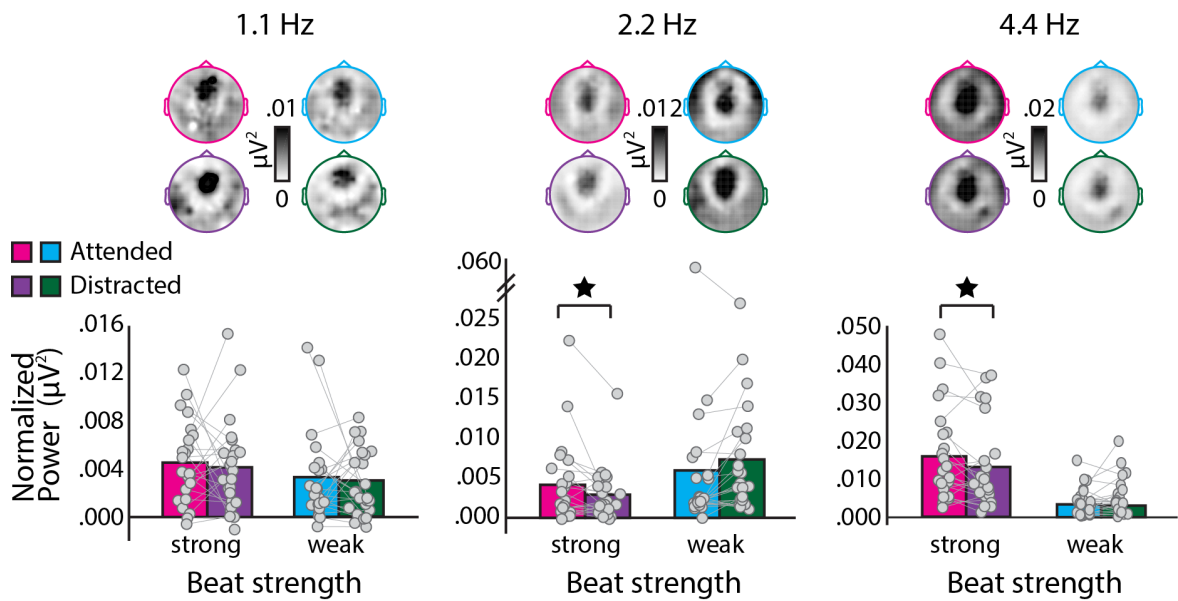 1.1 Hz
2.2 Hz
4.4 Hz
.01
μV²
0
.012
μV²
0
.02
μV²
0
Attended
Distracted
Normalized
Power (μV²)
.016
.012
.008
.004
.000
strong
weak
Beat strength
.060
.025
.020
.015
.010
.005
.000
strong
weak
Beat strength
.050
.040
.030
.020
.010
.000
strong
weak
Beat strength